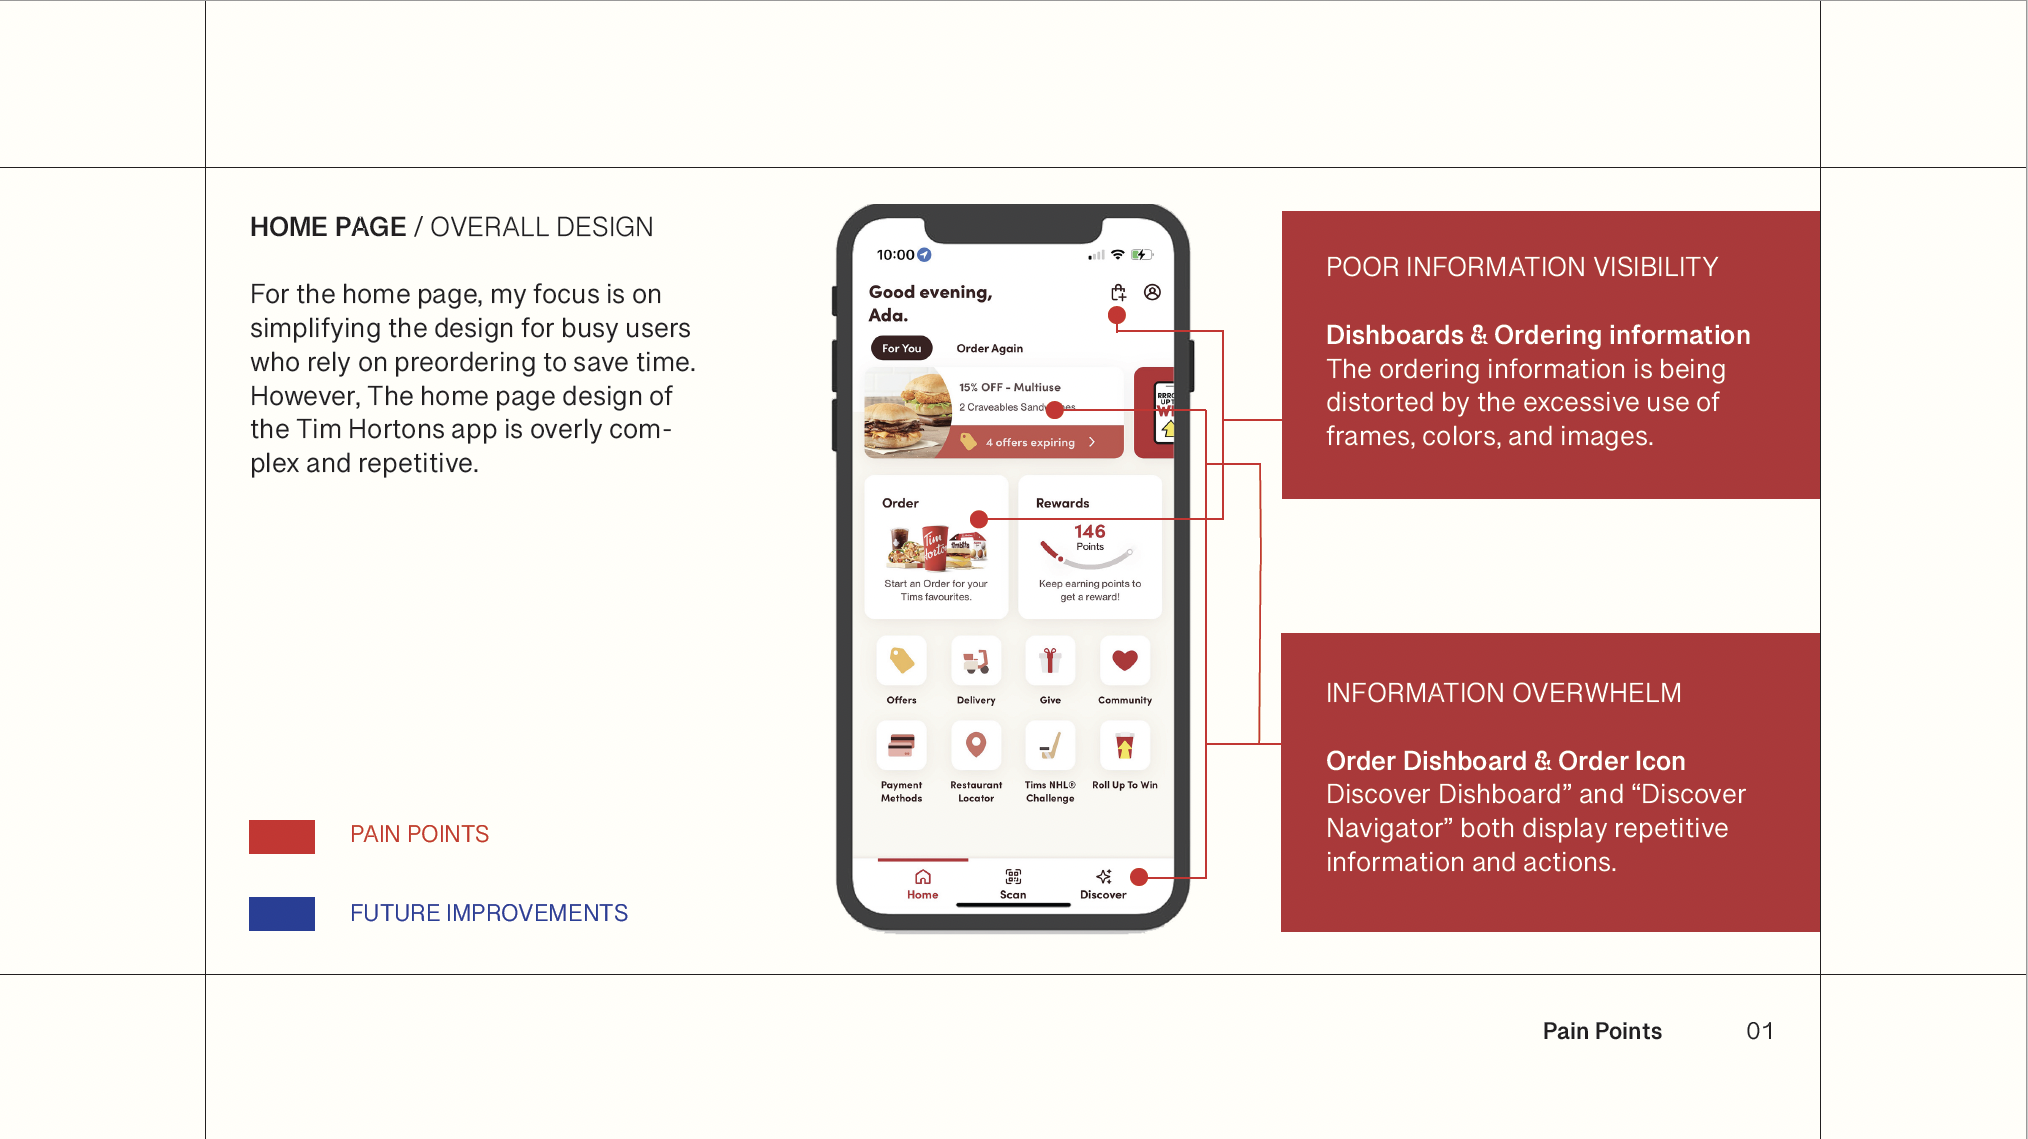 HOME PAGE / OVERALL DESIGN
For the home page, my focus is on
simplifying the design for busy users
who rely on preordering to save time.
However, The home page design of
the Tim Hortons app is overly com-
plex and repetitive.
PAIN POINTS
FUTURE IMPROVEMENTS
10:00
Good evening,
Ada.
For You
Order Again
15% OFF - Multiuse
2 Craveables
4 offers expiring
Order
Tim
Start an Order for your
Tims favourites.
Rewards
146
Points
Keep earning points to
get a reward!
Offers
Delivery
Give
Community
Payment
Methods
Restaurant
Locator
Tims NHL®
Challenge
Roll Up To Win
Home
Scan
Discover
POOR INFORMATION VISIBILITY
Dishboards & Ordering information
The ordering information is being
distorted by the excessive use of
frames, colors, and images.
INFORMATION OVERWHELM
Order Dishboard & Order Icon
Discover Dishboard” and “Discover
Navigator” both display repetitive
information and actions.
Pain Points
01